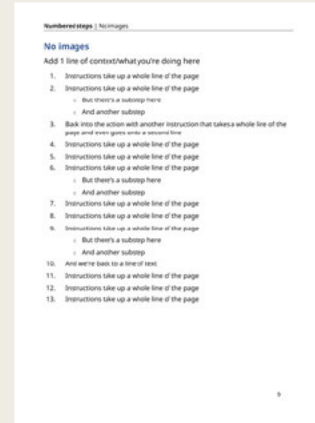 Numbered steps | No images
No images
Add 1 line of context/what you're doing here
1. Instructions take up a whole line of the page
2. Instructions take up a whole line of the page
○ But there's a substep here
○ And another substep
3. Back into the action with another instruction that takes a whole line of the
page and even goes onto a second line
4. Instructions take up a whole line of the page
5. Instructions take up a whole line of the page
6. Instructions take up a whole line of the page
○ But there's a substep here
○ And another substep
7. Instructions take up a whole line of the page
8. Instructions take up a whole line of the page
9. Instructions take up a whole line of the page
○ But there's a substep here
○ And another substep
10. And we're back to a line of text
11. Instructions take up a whole line of the page
12. Instructions take up a whole line of the page
13. Instructions take up a whole line of the page
9